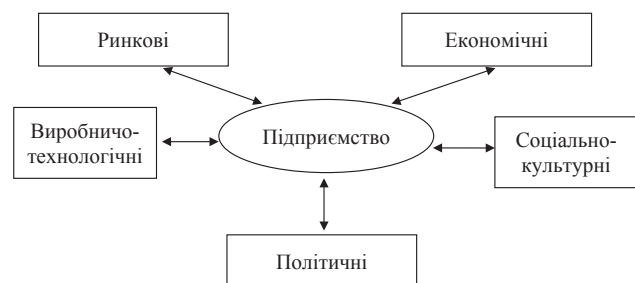 Ринкові
Економічні
Виробничо-
технологічні
Підприємство
Соціально-
культурні
Політичні